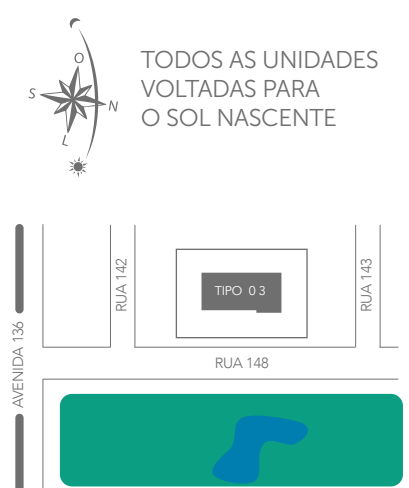 O
S
N
L
TODOS AS UNIDADES
VOLTADAS PARA
O SOL NASCENTE
RUA 142
TIPO 03
RUA 143
AVENIDA 136
RUA 148